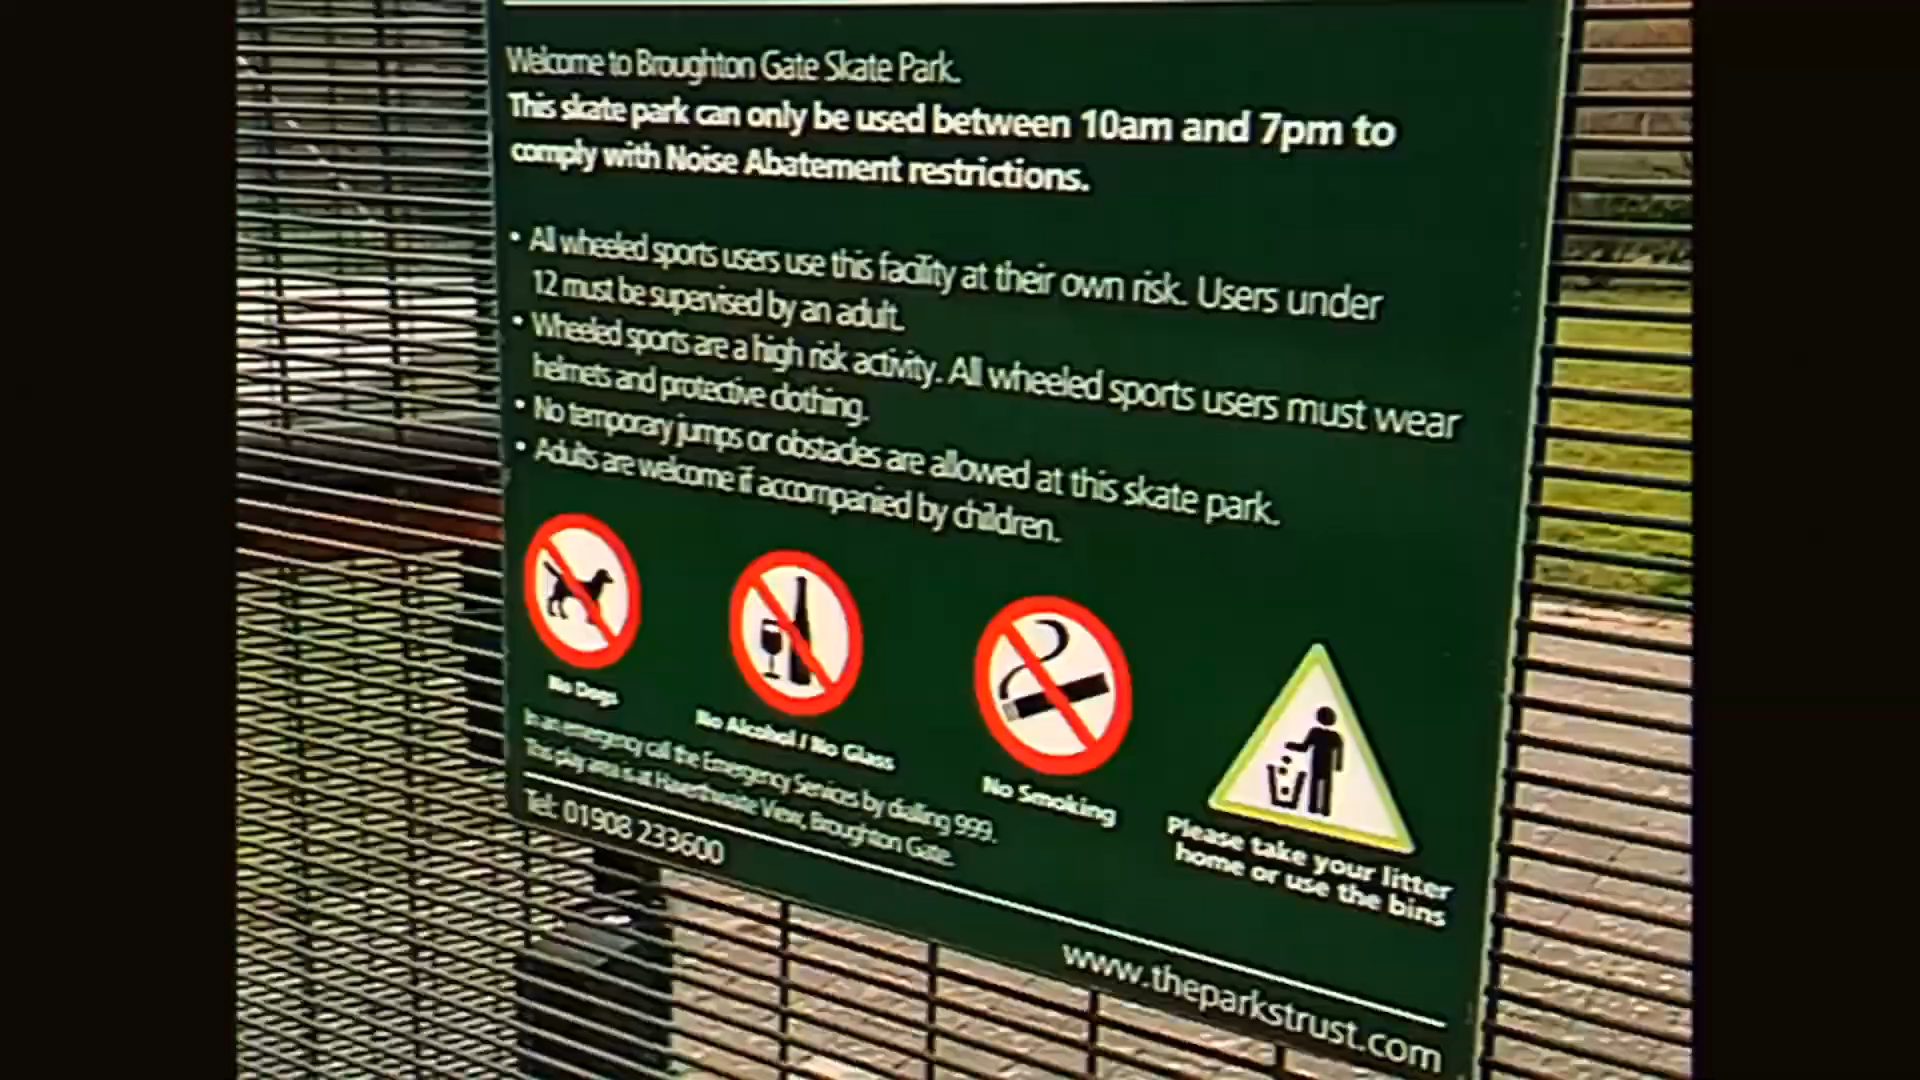 Welcome to Broughton Gate Skate Park.
This skate park can only be used between 10am and 7pm to
comply with Noise Abatement restrictions.
• All wheeled sports users use this facility at their own risk. Users under
12 must be supervised by an adult.
• Wheeled sports are a high risk activity. All wheeled sports users must wear
helmets and protective clothing.
• No temporary jumps or obstacles are allowed at this skate park.
• Adults are welcome if accompanied by children.
No Dogs
No Alcohol / No Glass
No Smoking
Please take your litter
home or use the bins
In an emergency call the Emergency Services by dialling 999.
This play area is at Haverthwaite View, Broughton Gate.
Tel: 01908 233600
www.theparkstrust.com